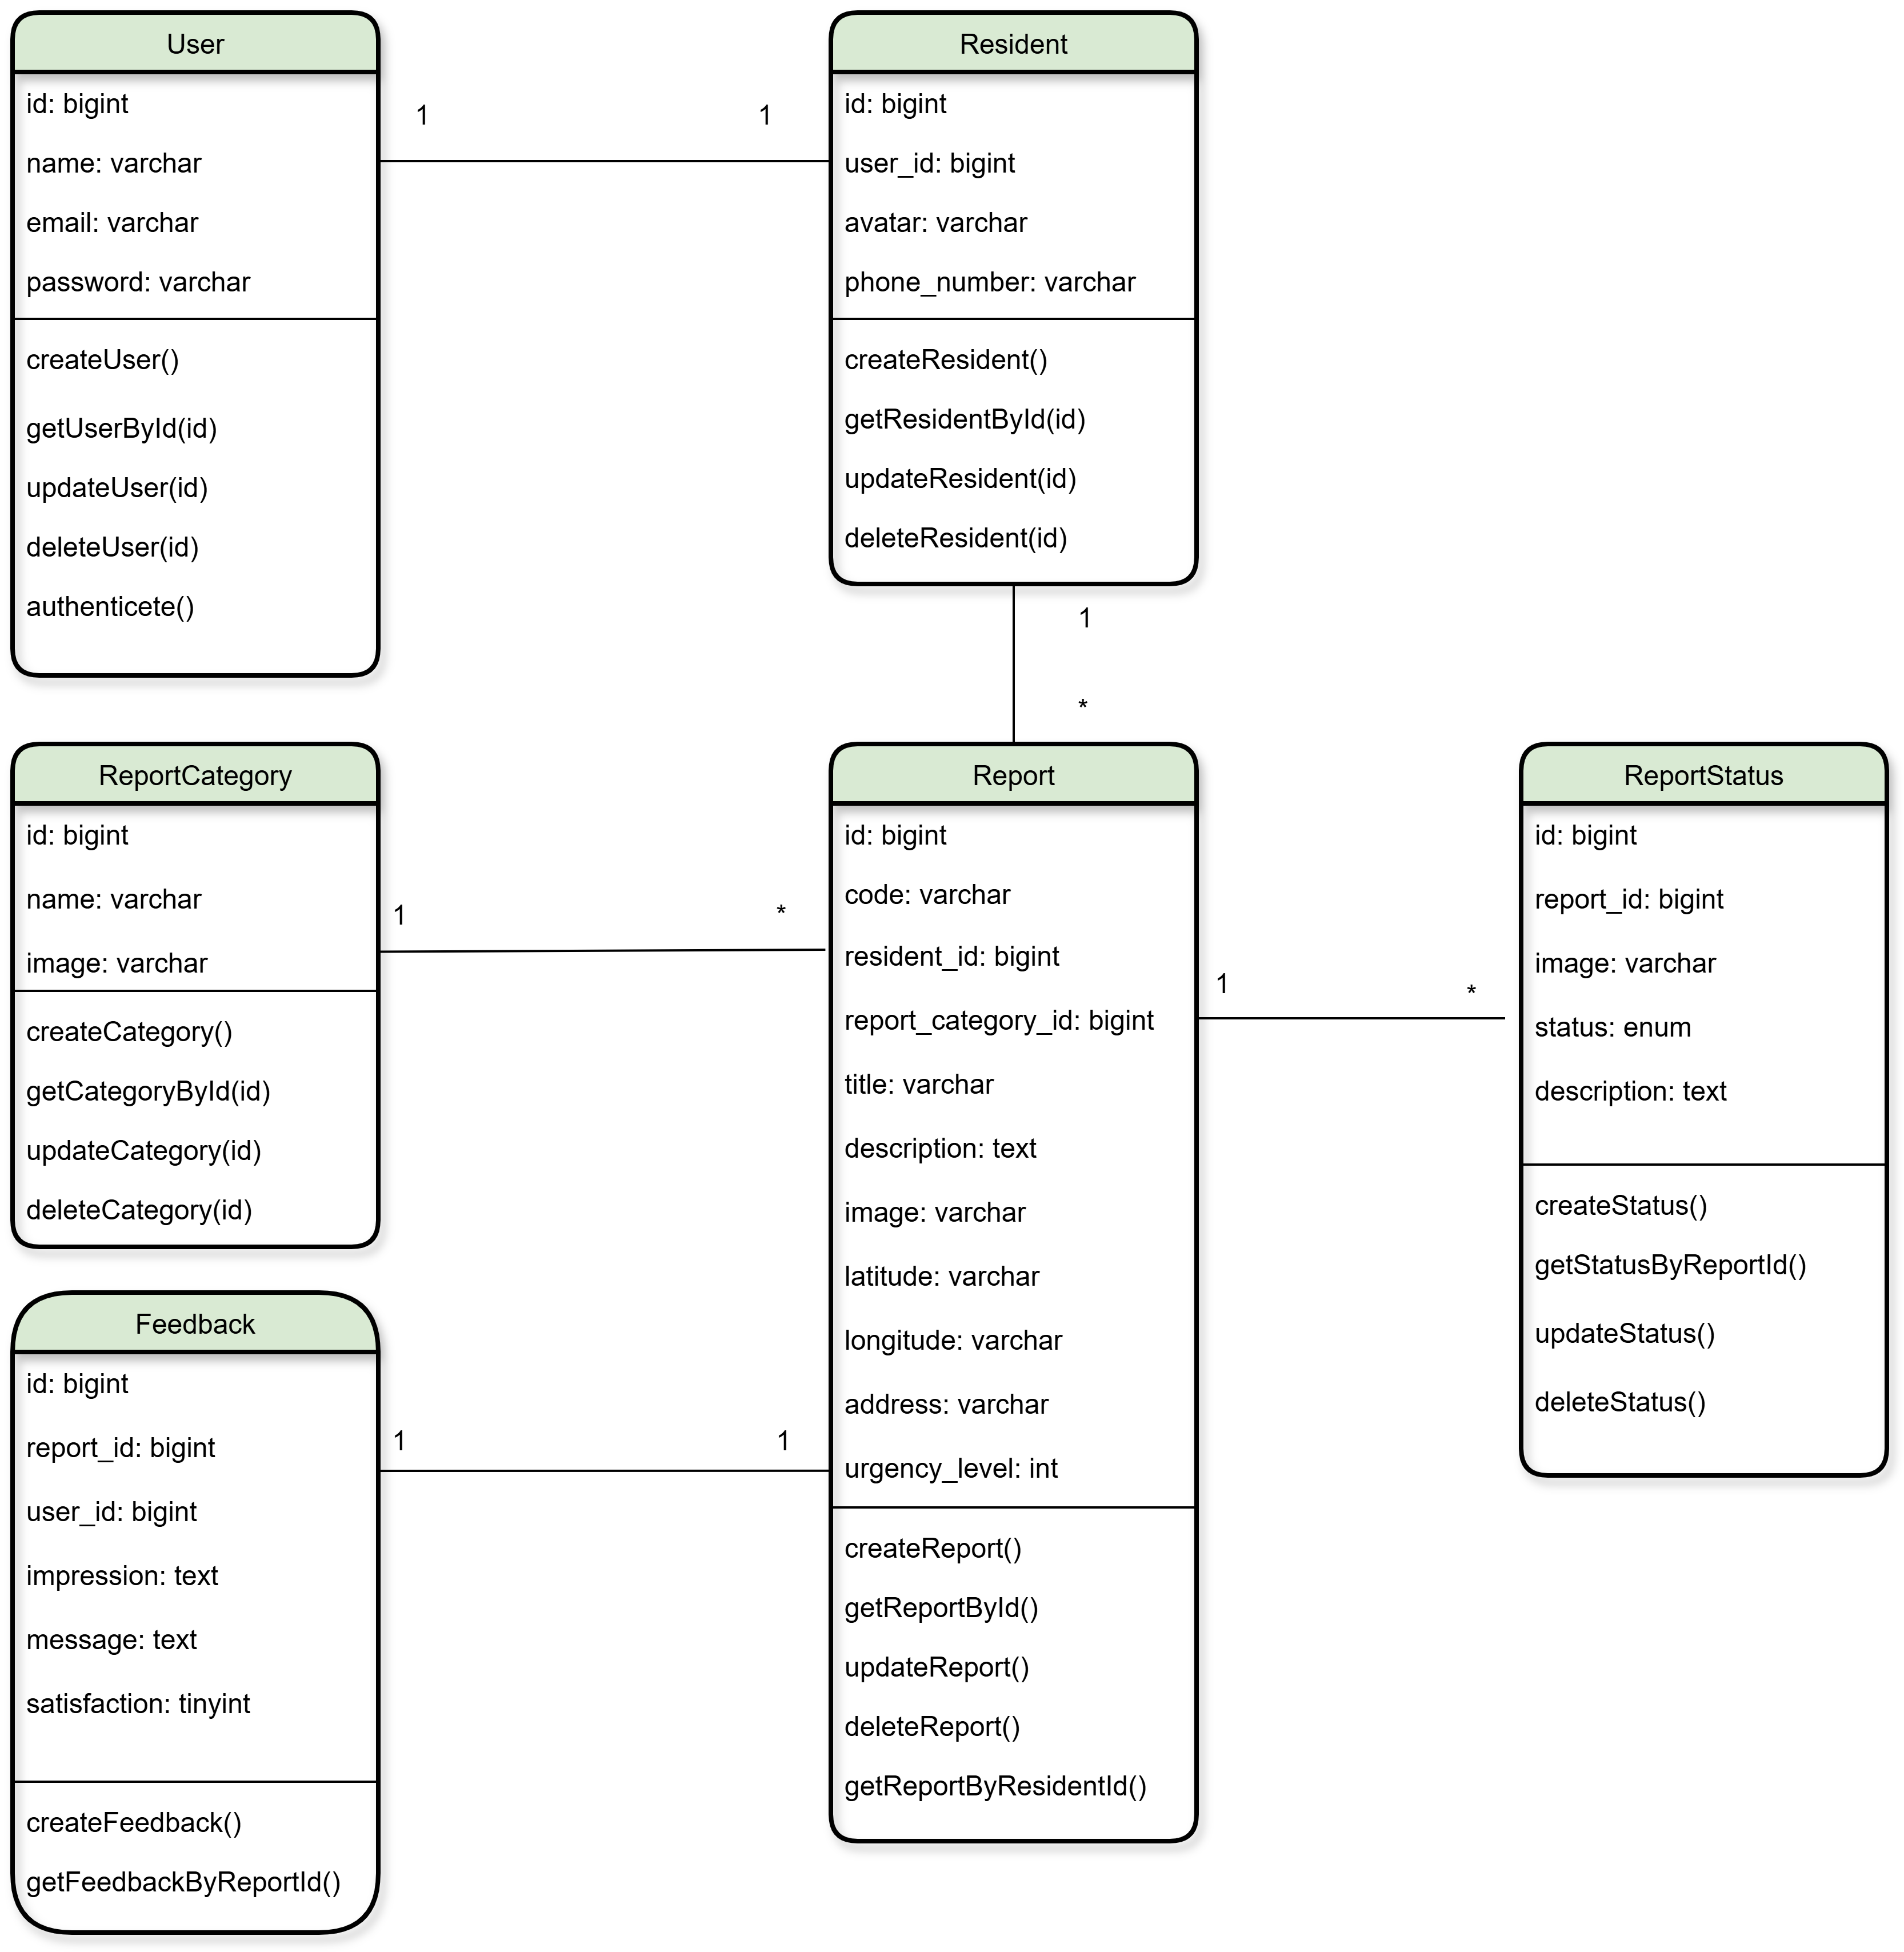 User
id: bigint
name: varchar
email: varchar
password: varchar
createUser()
getUserById(id)
updateUser(id)
deleteUser(id)
authenticete()
1
1
Resident
id: bigint
user_id: bigint
avatar: varchar
phone_number: varchar
createResident()
getResidentById(id)
updateResident(id)
deleteResident(id)
1
*
ReportCategory
id: bigint
name: varchar
image: varchar
createCategory()
getCategoryById(id)
updateCategory(id)
deleteCategory(id)
1
*
Report
id: bigint
code: varchar
resident_id: bigint
report_category_id: bigint
title: varchar
description: text
image: varchar
latitude: varchar
longitude: varchar
address: varchar
urgency_level: int
createReport()
getReportById()
updateReport()
deleteReport()
getReportByResidentId()
1
*
ReportStatus
id: bigint
report_id: bigint
image: varchar
status: enum
description: text
createStatus()
getStatusByReportId()
updateStatus()
deleteStatus()
Feedback
id: bigint
report_id: bigint
user_id: bigint
impression: text
message: text
satisfaction: tinyint
createFeedback()
getFeedbackByReportId()
1
1